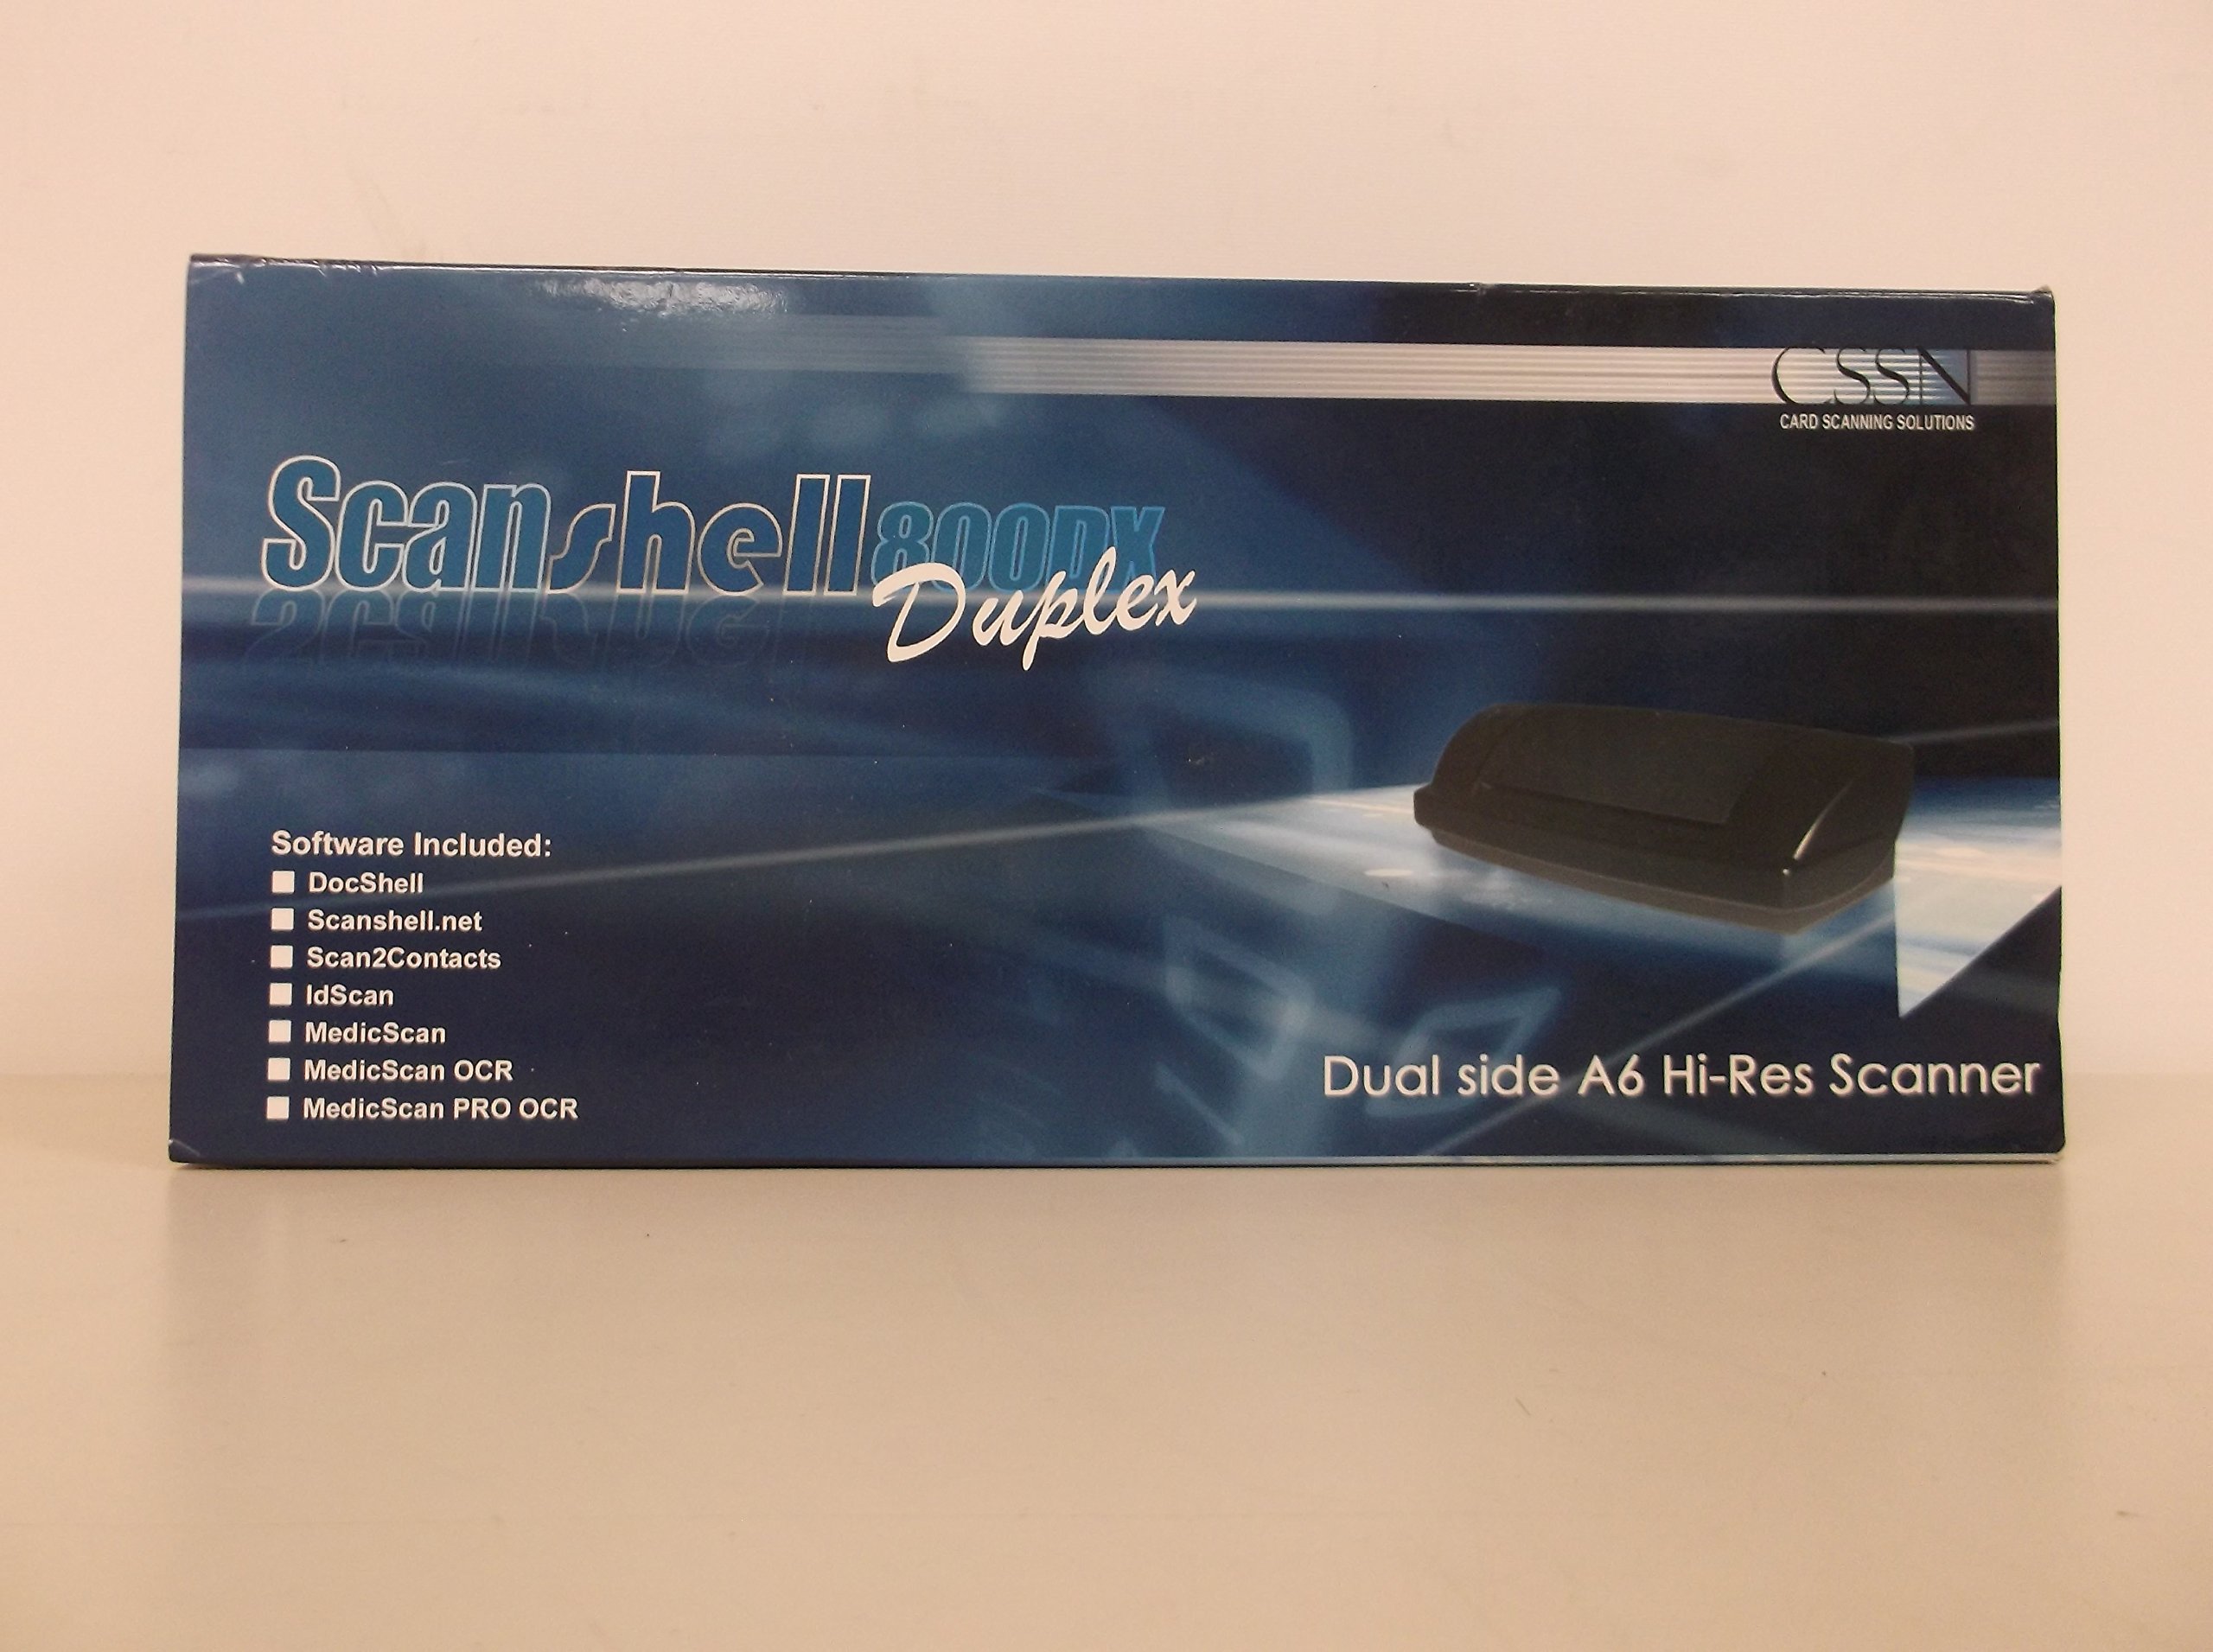 CSSN
CARD SCANNING SOLUTIONS
Scanshell 800DX
Duplex
Software Included:
DocShell
Scanshell.net
Scan2Contacts
IdScan
MedicScan
MedicScan OCR
MedicScan PRO OCR
Dual side A6 Hi-Res Scanner